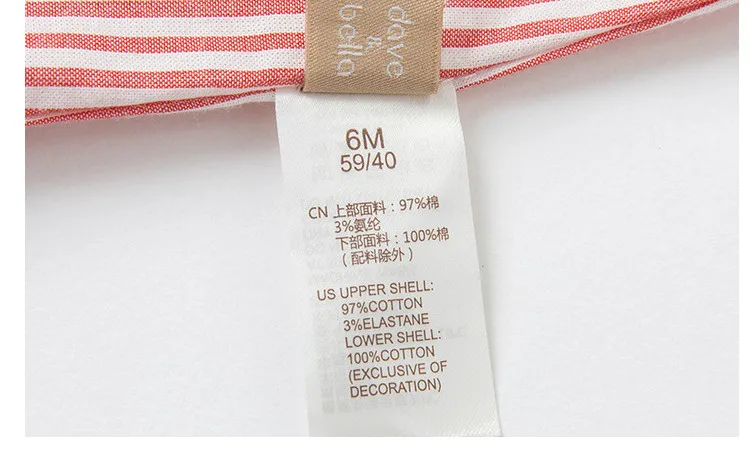 dave
&
bella
6M
59/40
CN 上部面料：97%棉
3%氨纶
下部面料：100%棉
（配料除外）
US UPPER SHELL:
97%COTTON
3%ELASTANE
LOWER SHELL:
100%COTTON
(EXCLUSIVE OF
DECORATION)